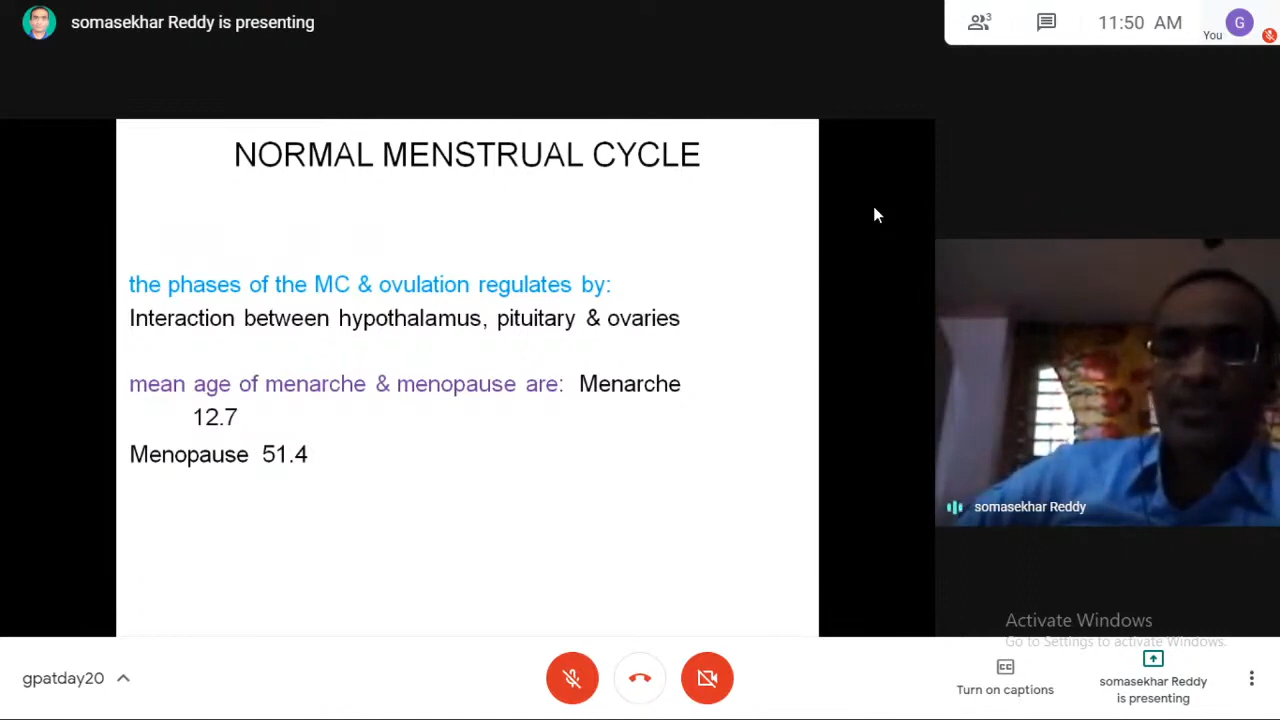 somasekhar Reddy is presenting
3
11:50 AM
You
G
NORMAL MENSTRUAL CYCLE
the phases of the MC & ovulation regulates by:
Interaction between hypothalamus, pituitary & ovaries
mean age of menarche & menopause are: Menarche
12.7
Menopause 51.4
somasekhar Reddy
Activate Windows
Go to Settings to activate Windows.
gpatday20
CC
Turn on captions
somasekhar Reddy
is presenting